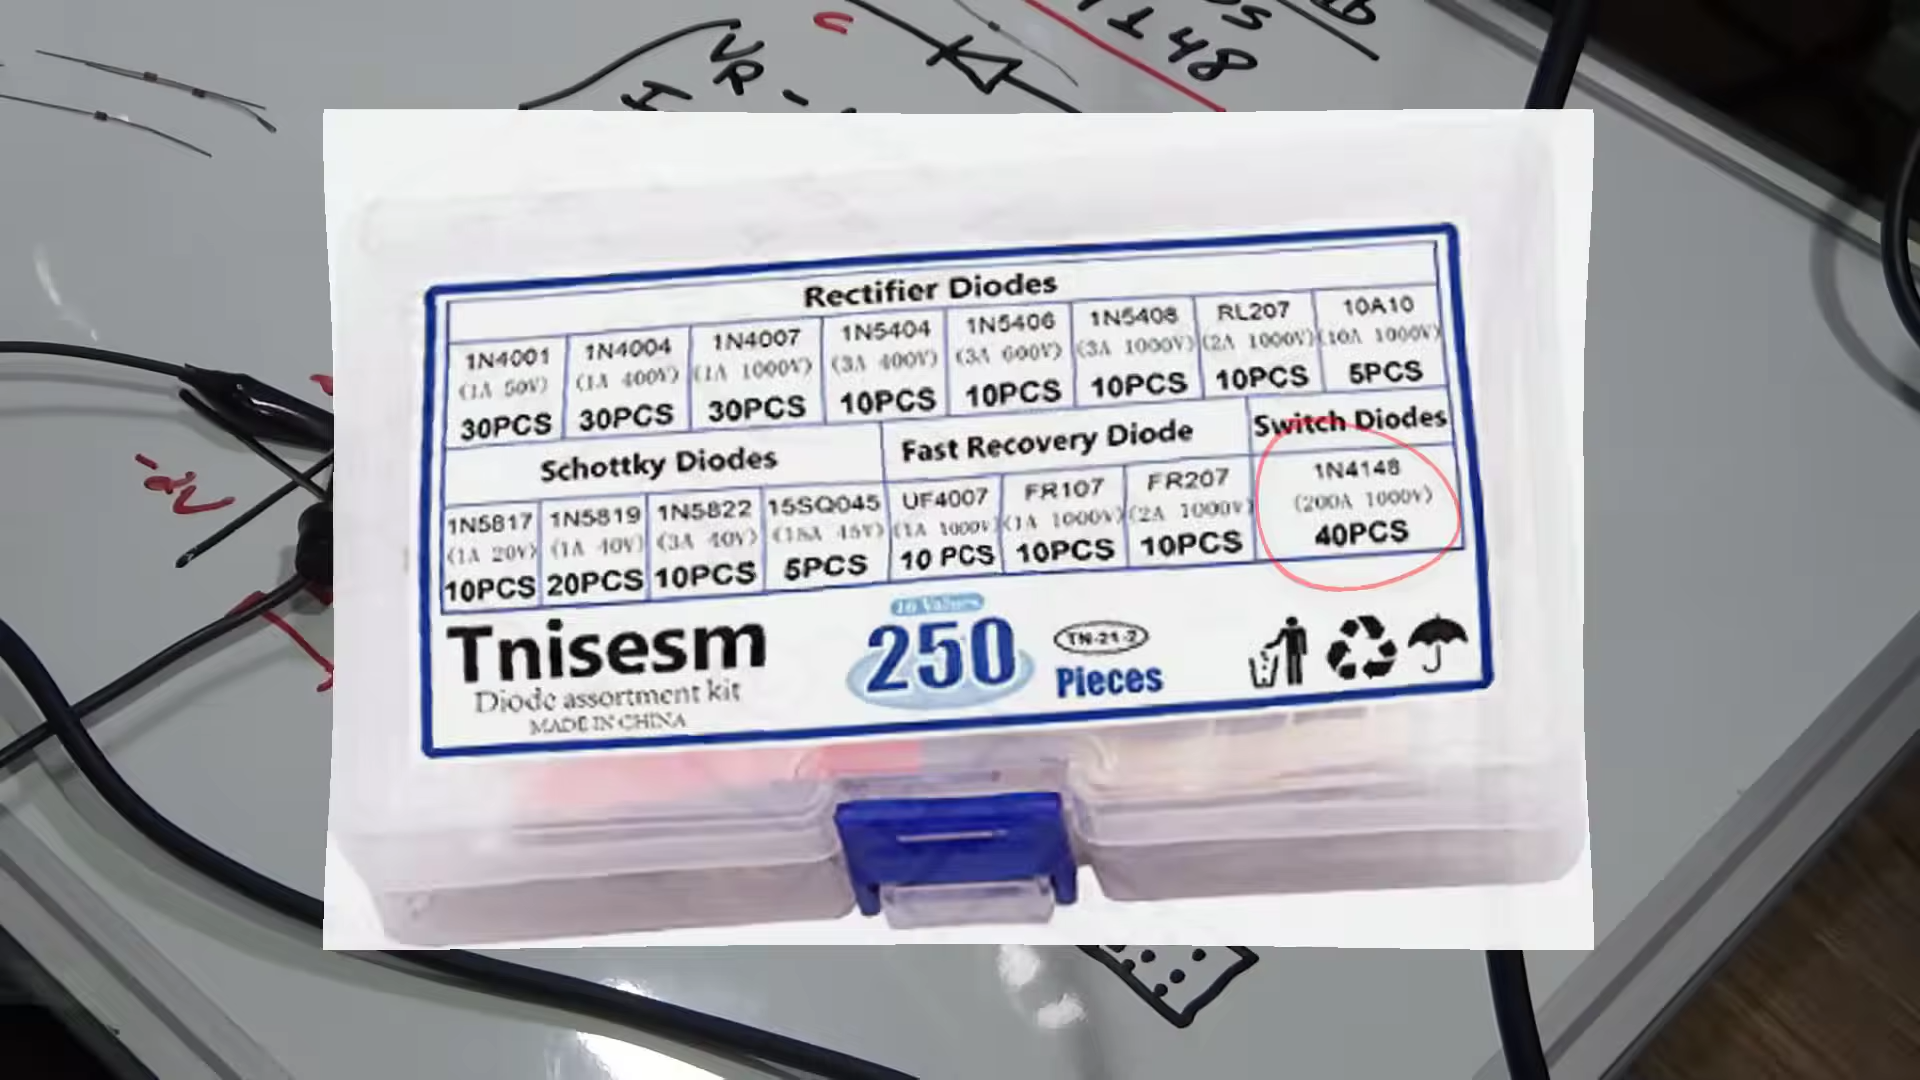 148
VR -
I
-2V
Rectifier Diodes
1N4001 1N4004 1N4007 1N5404 1N5406 1N5408 RL207 10A10
(1A 50V) (1A 400V) (1A 1000V) (3A 400V) (3A 600V) (3A 1000V) (2A 1000V) (10A 1000V)
30PCS 30PCS 30PCS 10PCS 10PCS 10PCS 10PCS 5PCS
Schottky Diodes Fast Recovery Diode Switch Diodes
1N5817 1N5819 1N5822 15SQ045 UF4007 FR107 FR207 1N4148
(1A 20V) (1A 40V) (3A 40V) (15A 45V) (1A 1000V) (1A 1000V) (2A 1000V) (200A 1000V)
10PCS 20PCS 10PCS 5PCS 10 PCS 10PCS 10PCS 40PCS
16 Values
Tnisesm 250 TN-21-2
Pieces
Diode assortment kit
MADE IN CHINA